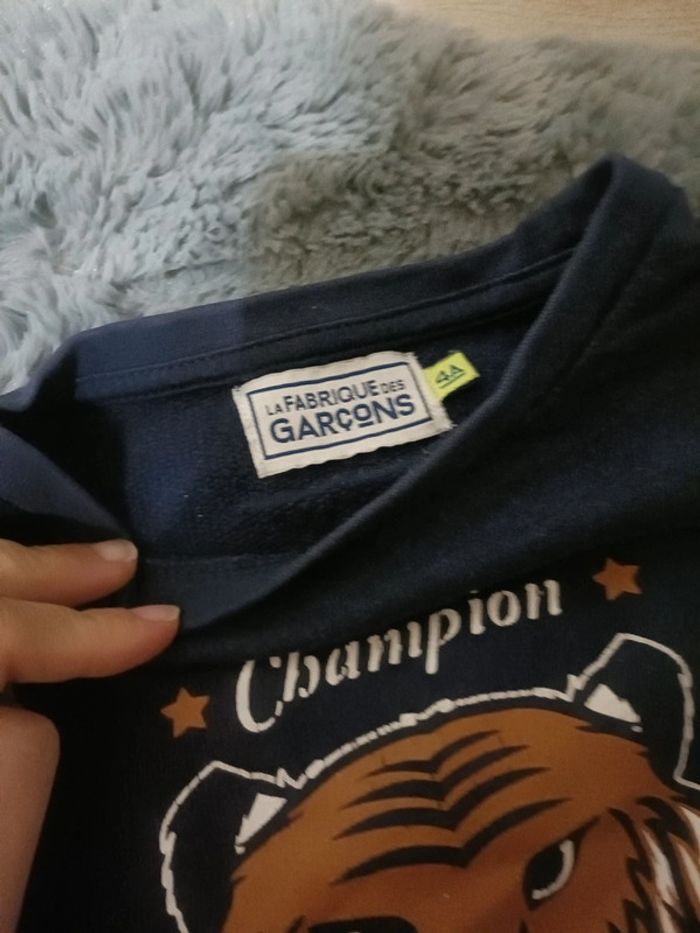 LA FABRIQUE DES
GARÇONS
4A
Champion